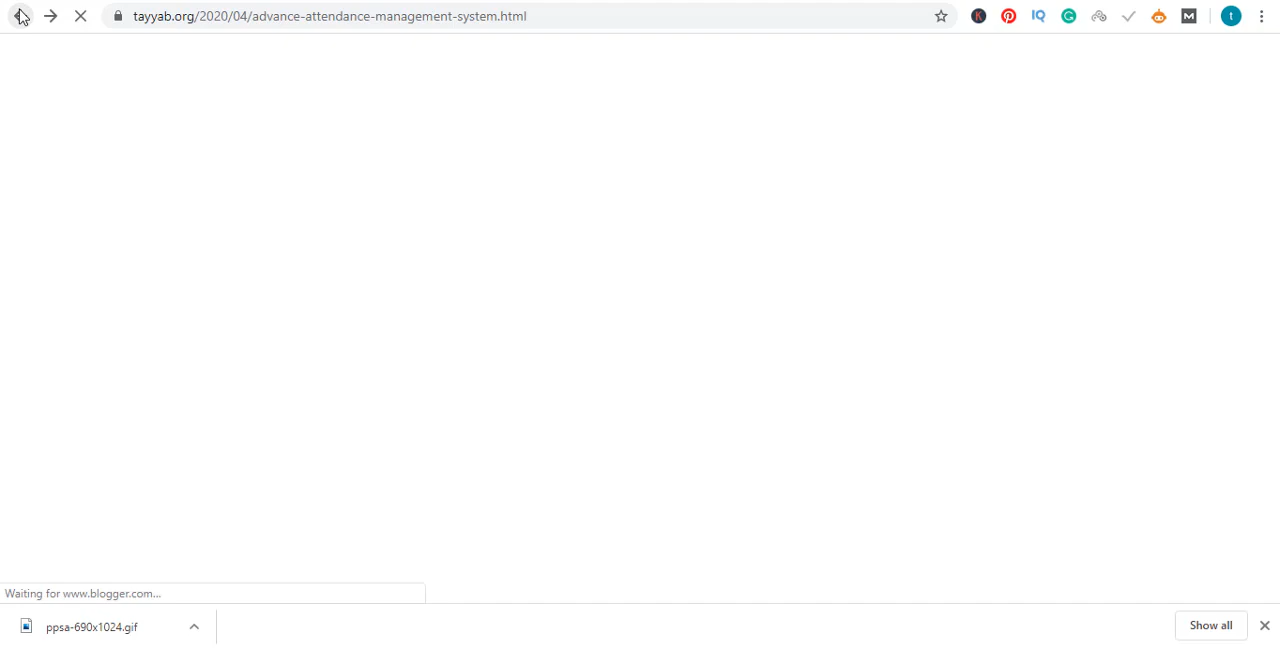 tayyab.org/2020/04/advance-attendance-management-system.html
K
IQ
G
M
t
Waiting for www.blogger.com...
ppsa-690x1024.gif
Show all